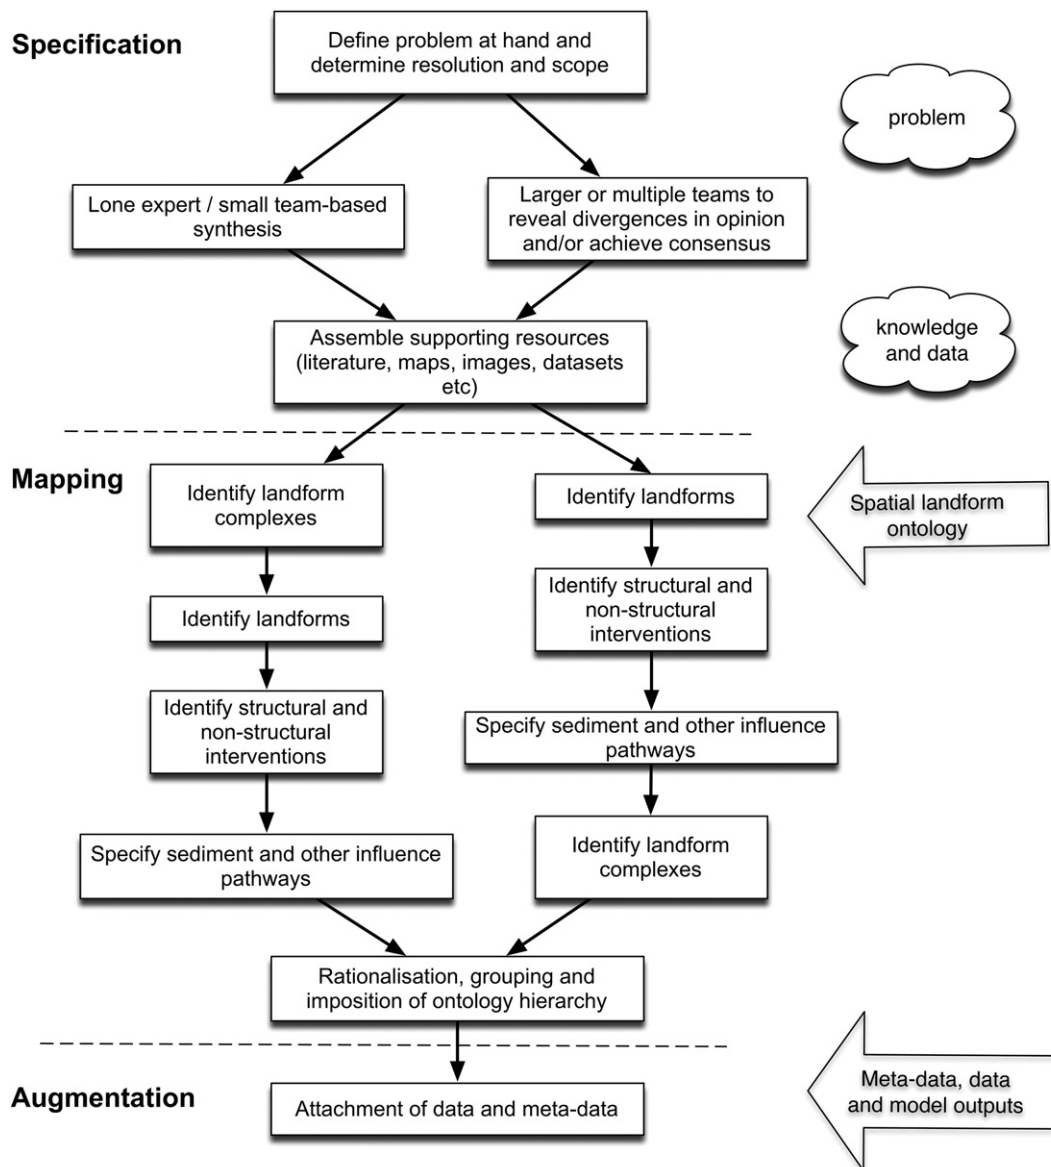 Specification
Define problem at hand and
determine resolution and scope
problem
Lone expert / small team-based
synthesis
Larger or multiple teams to
reveal divergences in opinion
and/or achieve consensus
Assemble supporting resources
(literature, maps, images, datasets
etc)
knowledge
and data
Mapping
Identify landform
complexes
Identify landforms
Identify structural and
non-structural
interventions
Specify sediment and other influence
pathways
Identify landforms
Identify structural and
non-structural
interventions
Specify sediment and other influence
pathways
Identify landform
complexes
Spatial landform
ontology
Rationalisation, grouping and
imposition of ontology hierarchy
Augmentation
Attachment of data and meta-data
Meta-data, data
and model outputs